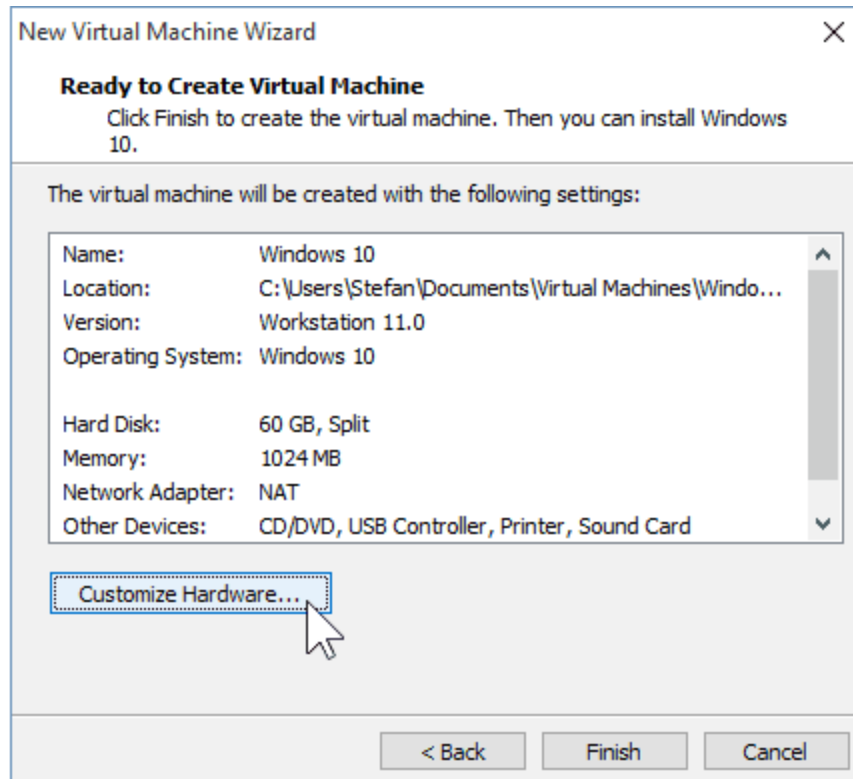 New Virtual Machine Wizard
Ready to Create Virtual Machine
Click Finish to create the virtual machine. Then you can install Windows
10.
The virtual machine will be created with the following settings:
Name: Windows 10
Location: C:\Users\Stefan\Documents\Virtual Machines\Windo...
Version: Workstation 11.0
Operating System: Windows 10
Hard Disk: 60 GB, Split
Memory: 1024 MB
Network Adapter: NAT
Other Devices: CD/DVD, USB Controller, Printer, Sound Card
Customize Hardware...
< Back Finish Cancel